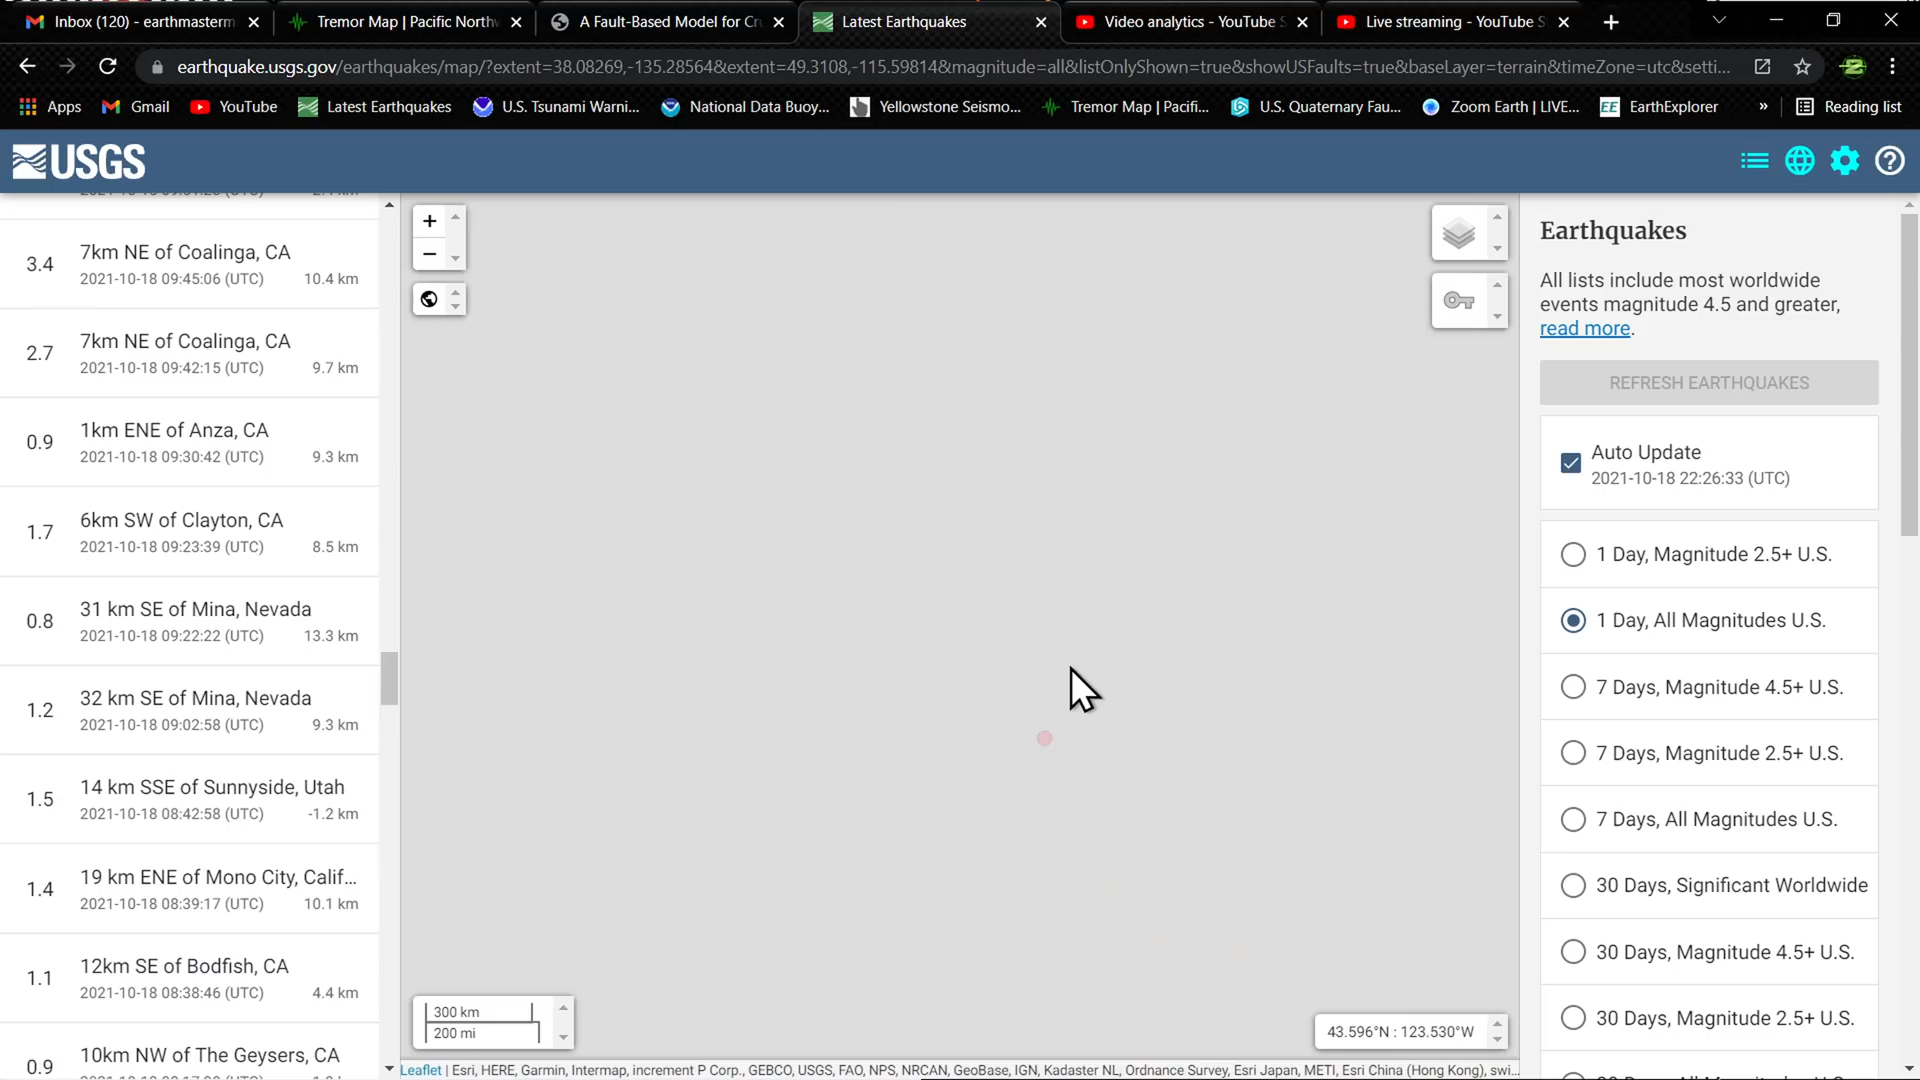 Inbox (120) - earthmasterm
Tremor Map | Pacific Northw
A Fault-Based Model for Cru
Latest Earthquakes
Video analytics - YouTube S
Live streaming - YouTube S
earthquake.usgs.gov/earthquakes/map/?extent=38.08269,-135.28564&extent=49.3108,-115.59814&magnitude=all&listOnlyShown=true&showUSFaults=true&baseLayer=terrain&timeZone=utc&setti...
Apps Gmail YouTube Latest Earthquakes U.S. Tsunami Warni... National Data Buoy... Yellowstone Seismo... Tremor Map | Pacifi... U.S. Quaternary Fau... Zoom Earth | LIVE... EE EarthExplorer » Reading list
USGS
3.4
7km NE of Coalinga, CA
2021-10-18 09:45:06 (UTC) 10.4 km
2.7
7km NE of Coalinga, CA
2021-10-18 09:42:15 (UTC) 9.7 km
0.9
1km ENE of Anza, CA
2021-10-18 09:30:42 (UTC) 9.3 km
1.7
6km SW of Clayton, CA
2021-10-18 09:23:39 (UTC) 8.5 km
0.8
31 km SE of Mina, Nevada
2021-10-18 09:22:22 (UTC) 13.3 km
1.2
32 km SE of Mina, Nevada
2021-10-18 09:02:58 (UTC) 9.3 km
1.5
14 km SSE of Sunnyside, Utah
2021-10-18 08:42:58 (UTC) -1.2 km
1.4
19 km ENE of Mono City, Calif...
2021-10-18 08:39:17 (UTC) 10.1 km
1.1
12km SE of Bodfish, CA
2021-10-18 08:38:46 (UTC) 4.4 km
0.9
10km NW of The Geysers, CA
+
−
300 km
200 mi
43.596°N : 123.530°W
Leaflet | Esri, HERE, Garmin, Intermap, increment P Corp., GEBCO, USGS, FAO, NPS, NRCAN, GeoBase, IGN, Kadaster NL, Ordnance Survey, Esri Japan, METI, Esri China (Hong Kong), swi...
Earthquakes
All lists include most worldwide
events magnitude 4.5 and greater,
read more.
REFRESH EARTHQUAKES
Auto Update
2021-10-18 22:26:33 (UTC)
1 Day, Magnitude 2.5+ U.S.
1 Day, All Magnitudes U.S.
7 Days, Magnitude 4.5+ U.S.
7 Days, Magnitude 2.5+ U.S.
7 Days, All Magnitudes U.S.
30 Days, Significant Worldwide
30 Days, Magnitude 4.5+ U.S.
30 Days, Magnitude 2.5+ U.S.